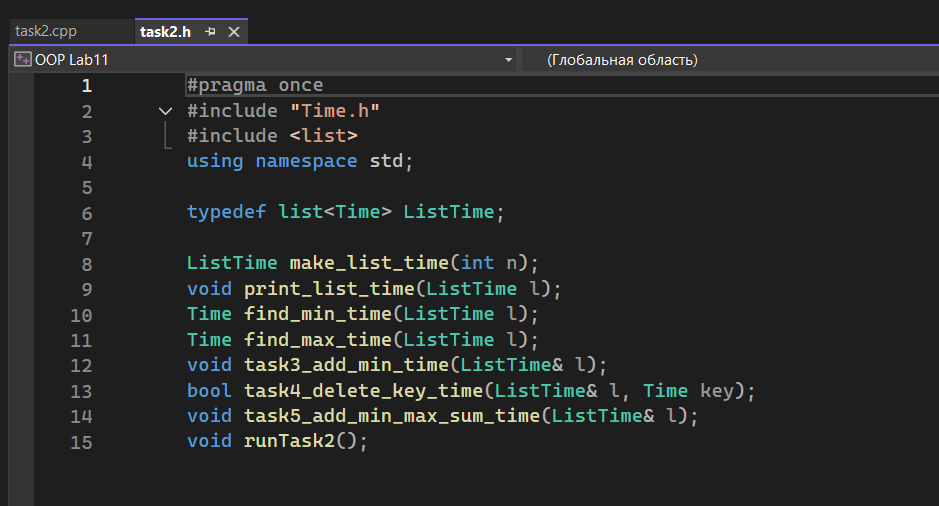 task2.cpp
task2.h
OOP Lab11
(Глобальная область)
1 #pragma once
2 #include "Time.h"
3 #include <list>
4 using namespace std;
5
6 typedef list<Time> ListTime;
7
8 ListTime make_list_time(int n);
9 void print_list_time(ListTime l);
10 Time find_min_time(ListTime l);
11 Time find_max_time(ListTime l);
12 void task3_add_min_time(ListTime& l);
13 bool task4_delete_key_time(ListTime& l, Time key);
14 void task5_add_min_max_sum_time(ListTime& l);
15 void runTask2();